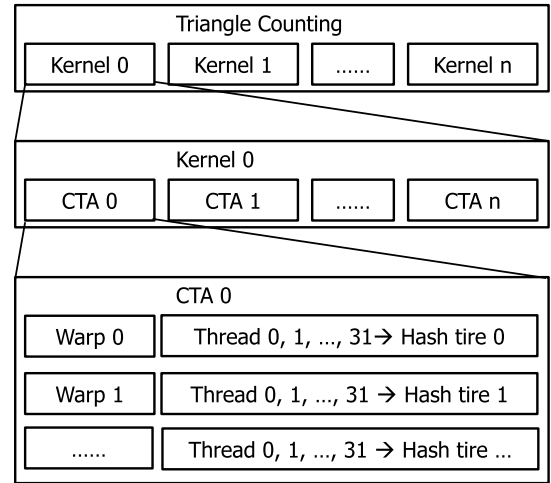 Triangle Counting
Kernel 0 Kernel 1 ...... Kernel n
Kernel 0
CTA 0 CTA 1 ...... CTA n
CTA 0
Warp 0 Thread 0, 1, ..., 31→ Hash tire 0
Warp 1 Thread 0, 1, ..., 31 → Hash tire 1
...... Thread 0, 1, ..., 31 → Hash tire ...